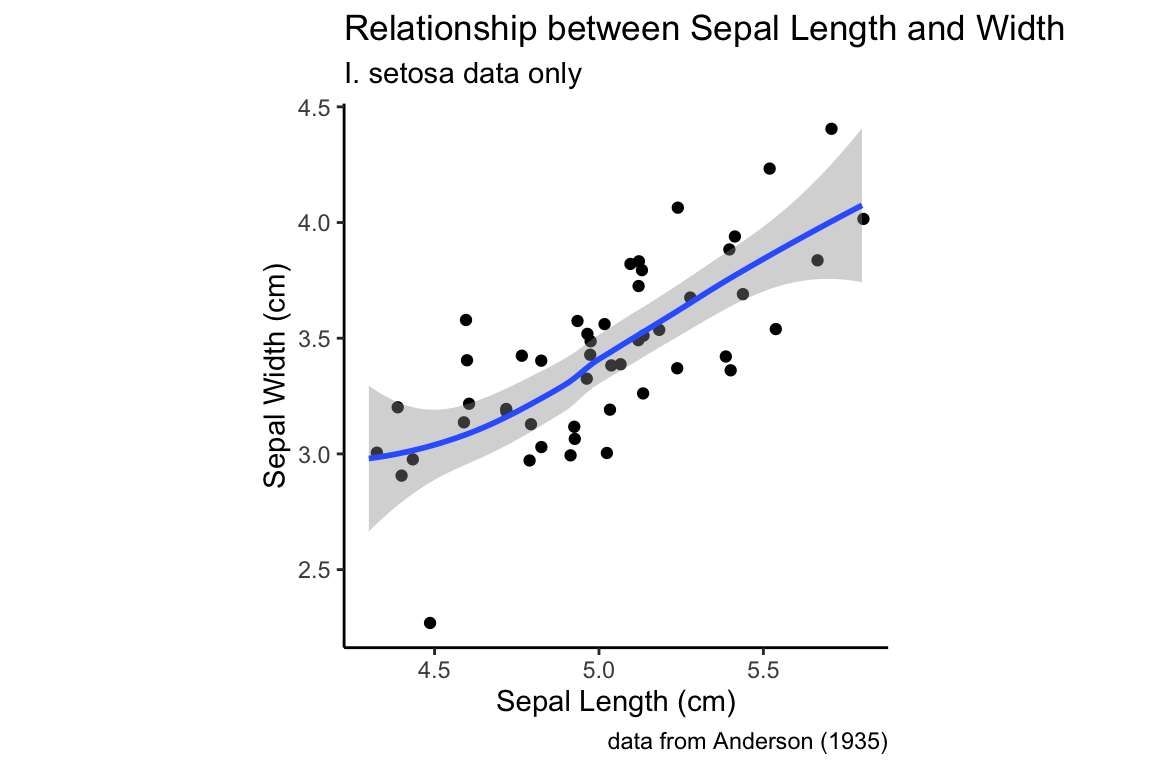 Relationship between Sepal Length and Width
I. setosa data only
4.5
4.0
3.5
3.0
2.5
Sepal Width (cm)
4.5 5.0 5.5
Sepal Length (cm)
data from Anderson (1935)